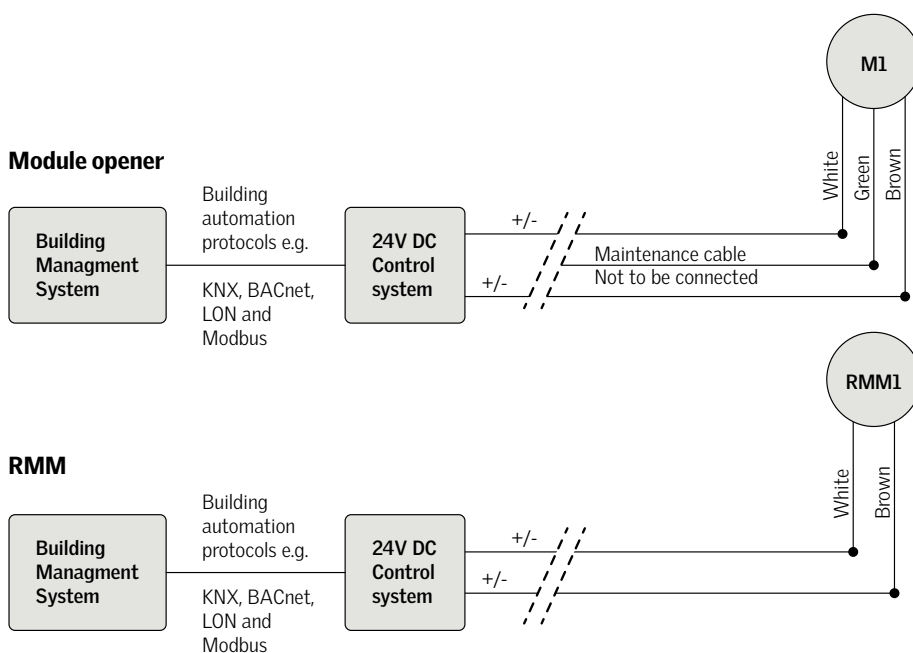 M1
White
Green
Brown
Module opener
Building
automation
protocols e.g.
KNX, BACnet,
LON and
Modbus
Building
Managment
System
24V DC
Control
system
+/-
+/-
Maintenance cable
Not to be connected
RMM1
White
Brown
RMM
Building
automation
protocols e.g.
KNX, BACnet,
LON and
Modbus
Building
Managment
System
24V DC
Control
system
+/-
+/-